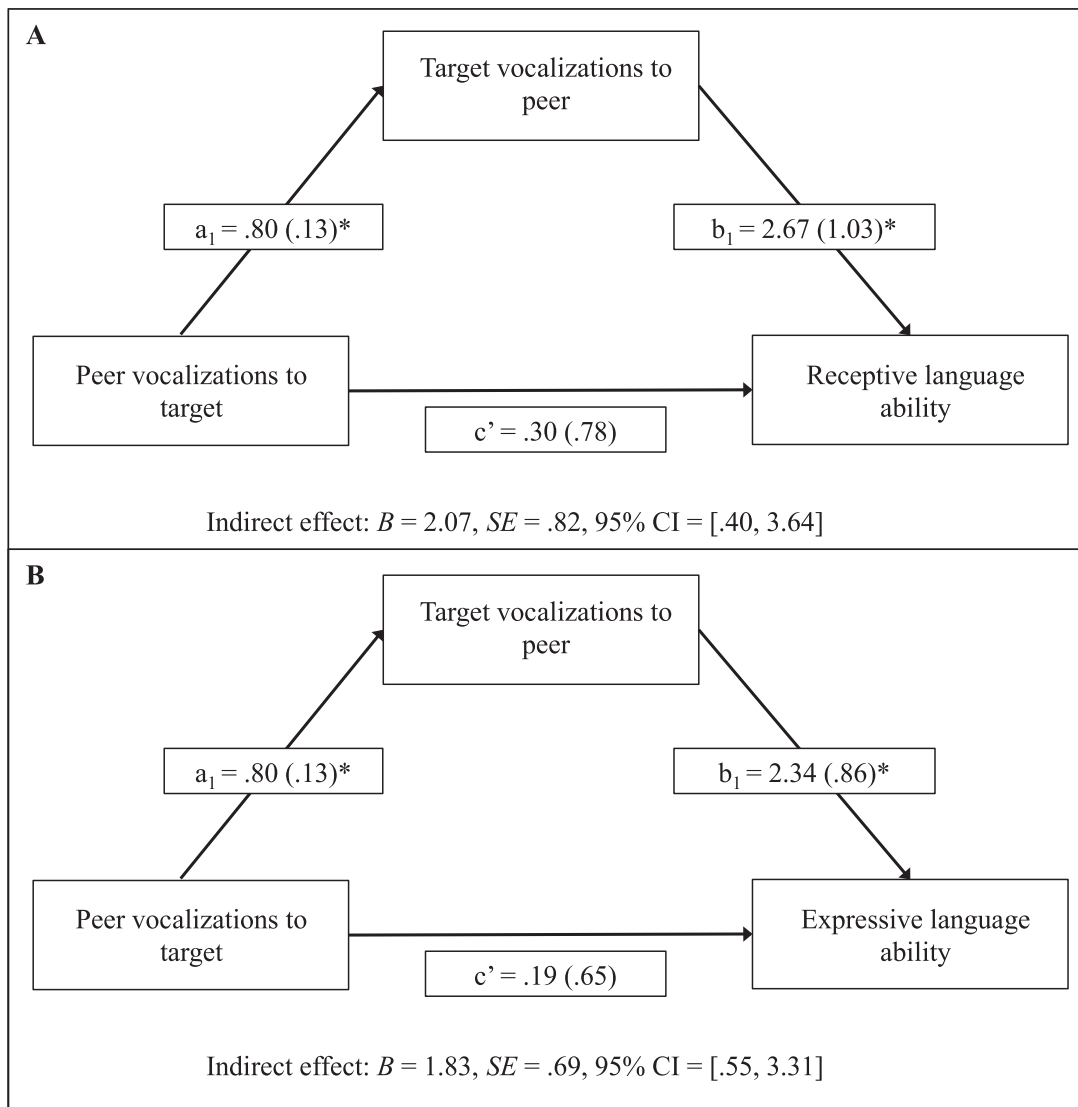 A
Target vocalizations to
peer
a₁ = .80 (.13)*
b₁ = 2.67 (1.03)*
Peer vocalizations to
target
Receptive language
ability
c’ = .30 (.78)
Indirect effect: B = 2.07, SE = .82, 95% CI = [.40, 3.64]
B
Target vocalizations to
peer
a₁ = .80 (.13)*
b₁ = 2.34 (.86)*
Peer vocalizations to
target
Expressive language
ability
c’ = .19 (.65)
Indirect effect: B = 1.83, SE = .69, 95% CI = [.55, 3.31]